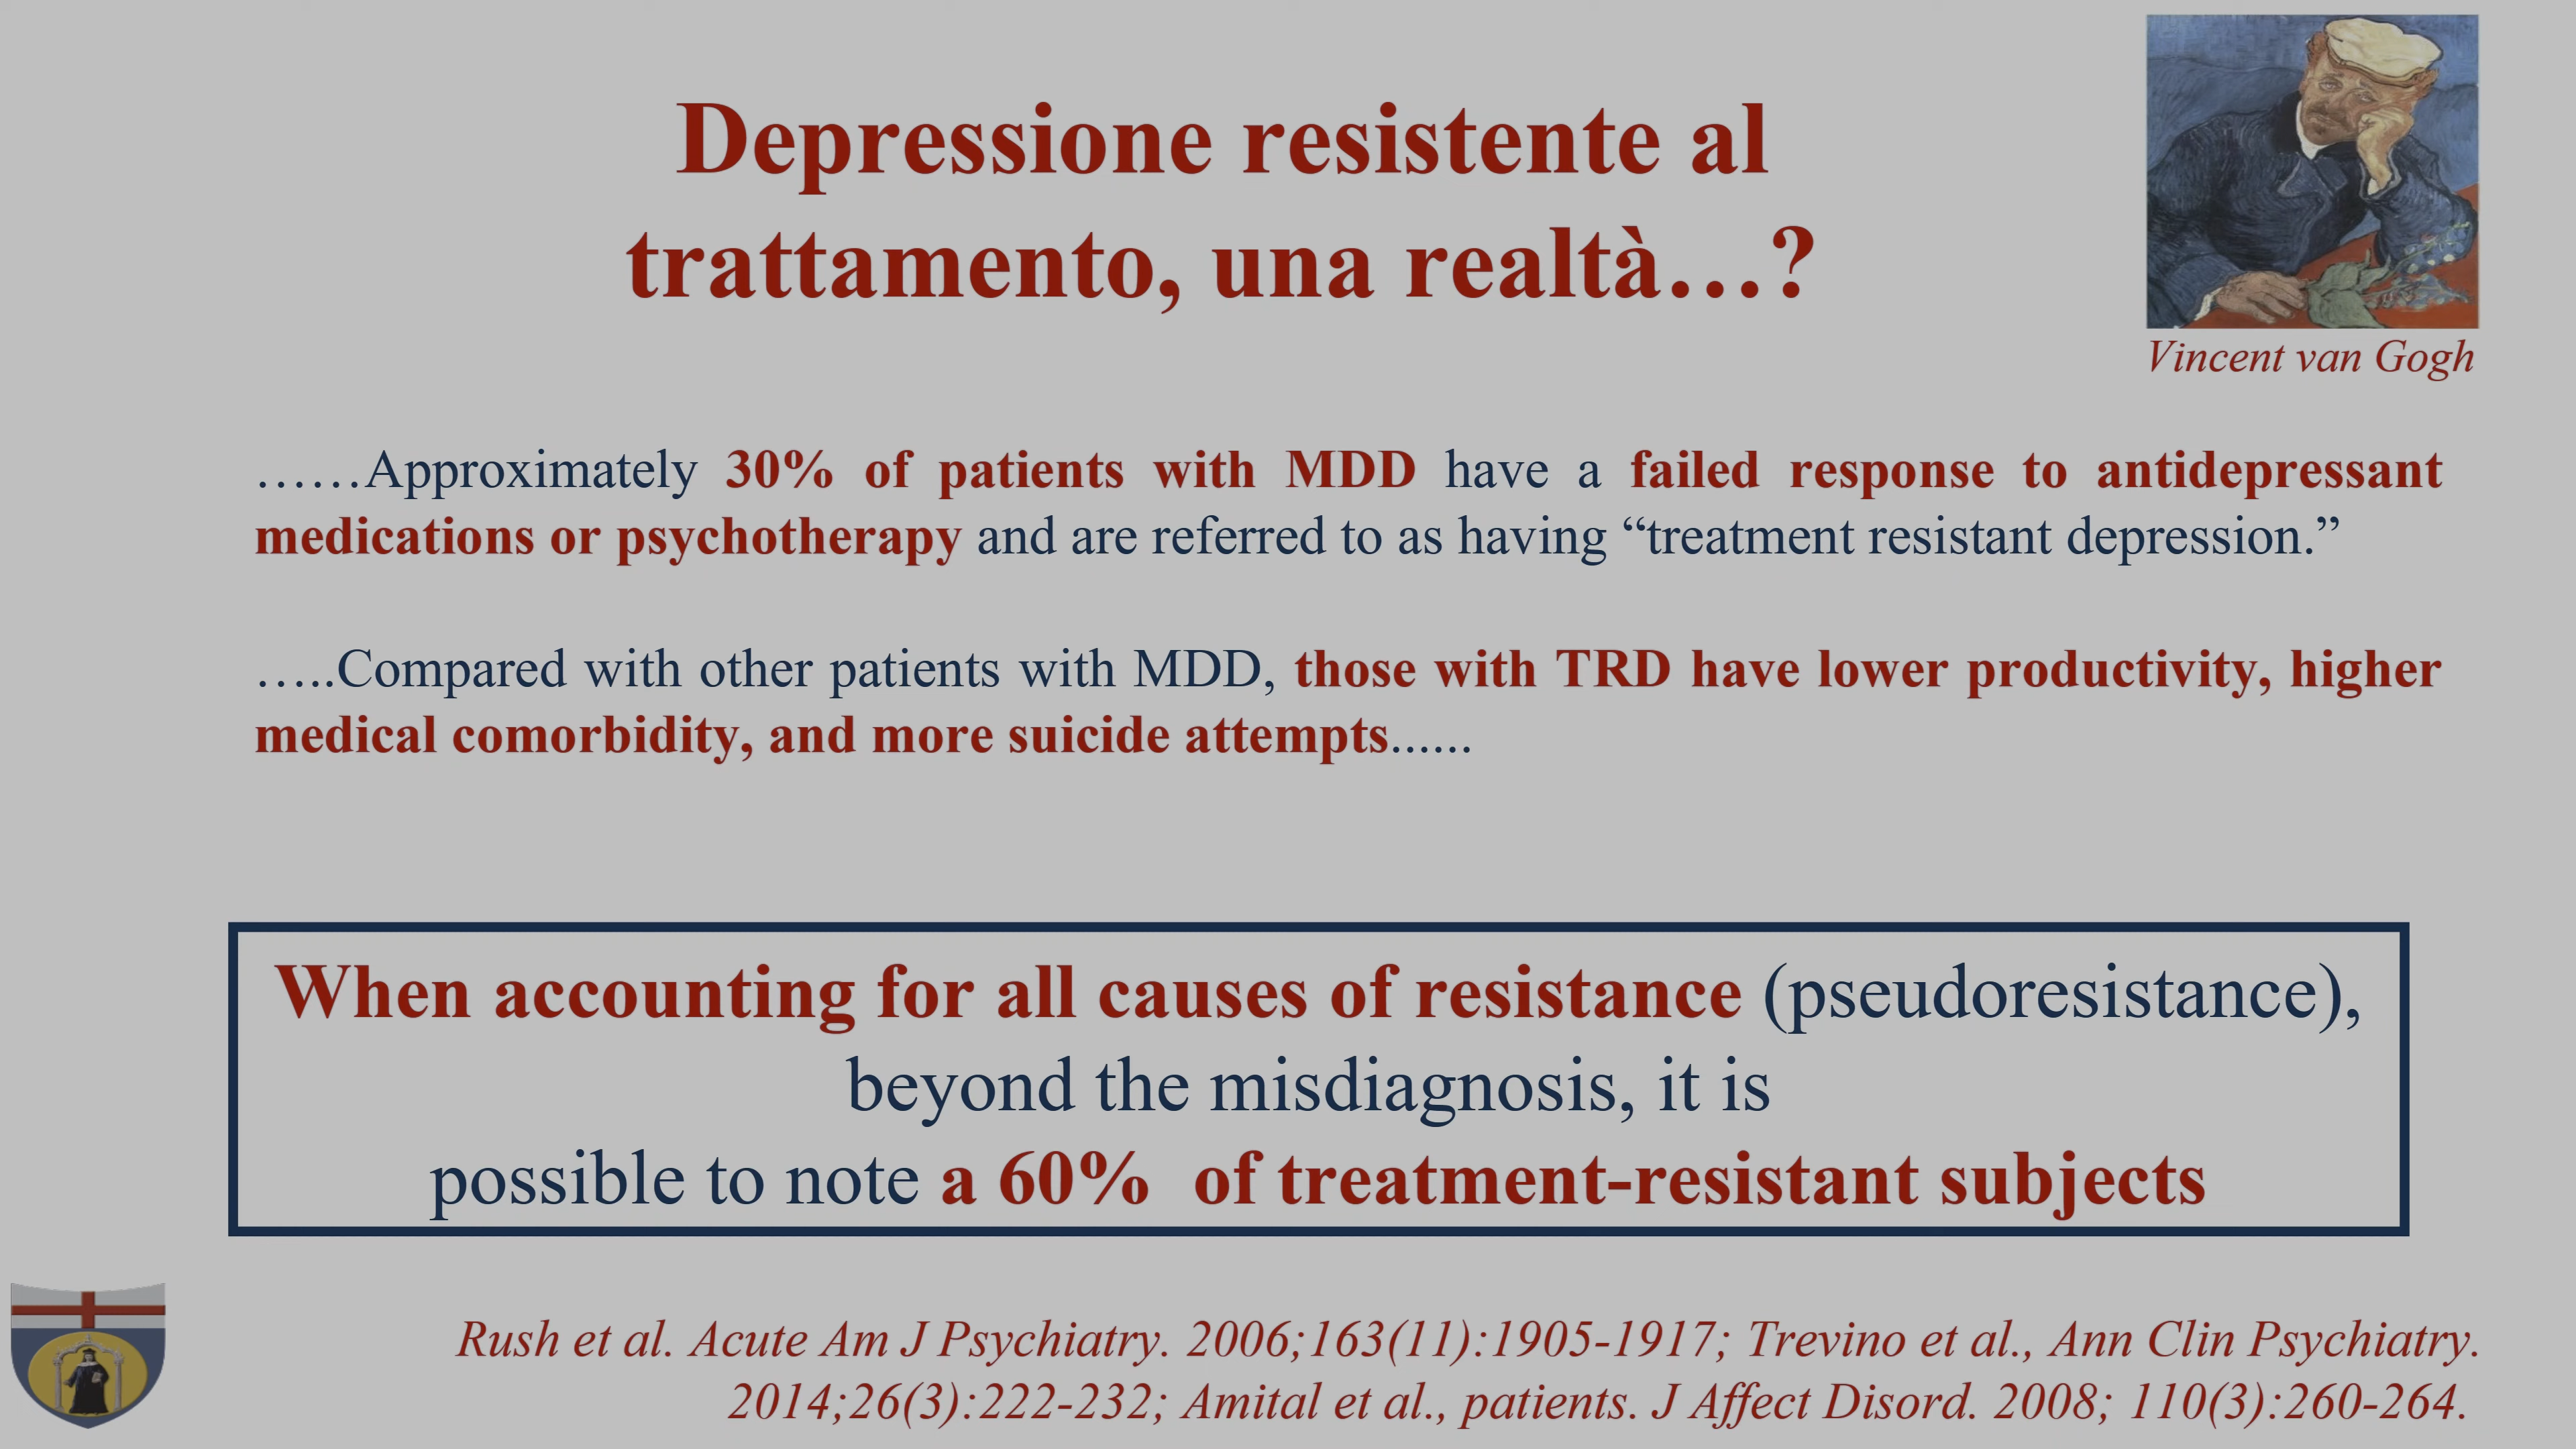 Depressione resistente al
trattamento, una realtà…?
Vincent van Gogh
……Approximately 30% of patients with MDD have a failed response to antidepressant
medications or psychotherapy and are referred to as having “treatment resistant depression.”
…..Compared with other patients with MDD, those with TRD have lower productivity, higher
medical comorbidity, and more suicide attempts......
When accounting for all causes of resistance (pseudoresistance),
beyond the misdiagnosis, it is
possible to note a 60%  of treatment-resistant subjects
Rush et al. Acute Am J Psychiatry. 2006;163(11):1905-1917; Trevino et al., Ann Clin Psychiatry.
2014;26(3):222-232; Amital et al., patients. J Affect Disord. 2008; 110(3):260-264.